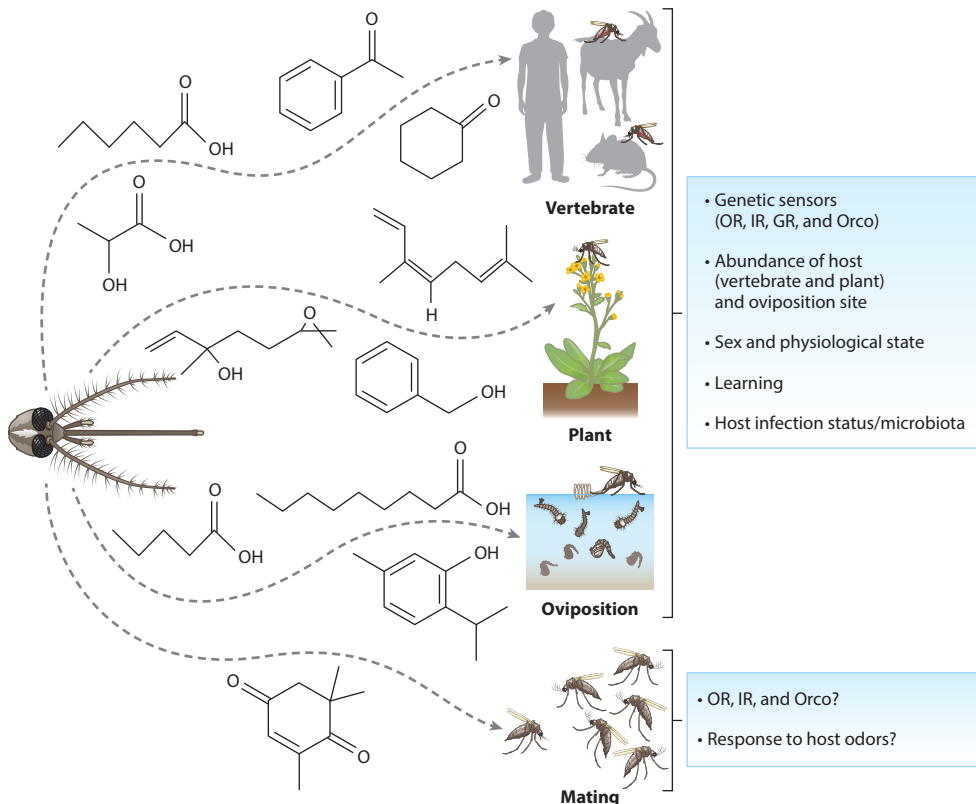 O
OH
O
O
Vertebrate
O
OH
OH
H
O
OH
OH
Plant
O
OH
O
OH
OH
Oviposition
O
O
Mating
• Genetic sensors
(OR, IR, GR, and Orco)
• Abundance of host
(vertebrate and plant)
and oviposition site
• Sex and physiological state
• Learning
• Host infection status/microbiota
• OR, IR, and Orco?
• Response to host odors?